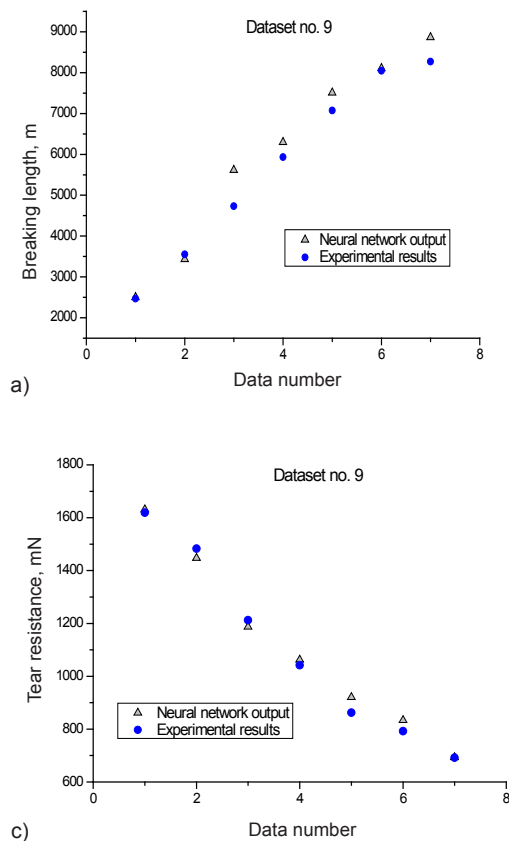 Dataset no. 9
9000
8000
7000
6000
5000
4000
3000
2000
Breaking length, m
Neural network output
Experimental results
0 2 4 6 8
Data number
a)
1800
Dataset no. 9
1600
1400
1200
1000
800
600
Tear resistance, mN
Neural network output
Experimental results
0 2 4 6 8
Data number
c)